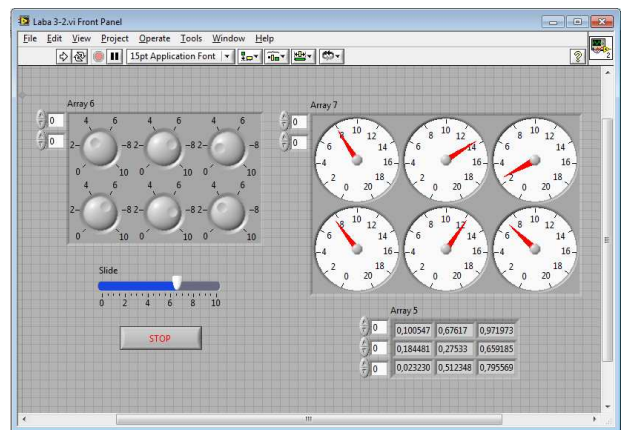 Laba 3-2.vi Front Panel
File Edit View Project Operate Tools Window Help
15pt Application Font
2
Array 6
0
0
4 6 4 6 4 6
2 8 2 8 2 8
0 10 0 10 0 10
4 6 4 6 4 6
2 8 2 8 2 8
0 10 0 10 0 10
Slide
0 2 4 6 8 10
STOP
Array 7
0
0
0 2 4 6 8 10 12 14 16 18 20
0 2 4 6 8 10 12 14 16 18 20
0 2 4 6 8 10 12 14 16 18 20
0 2 4 6 8 10 12 14 16 18 20
0 2 4 6 8 10 12 14 16 18 20
0 2 4 6 8 10 12 14 16 18 20
Array 5
0 0,100547 0,67617 0,971973
0 0,184481 0,27533 0,659185
0 0,023230 0,512348 0,795569